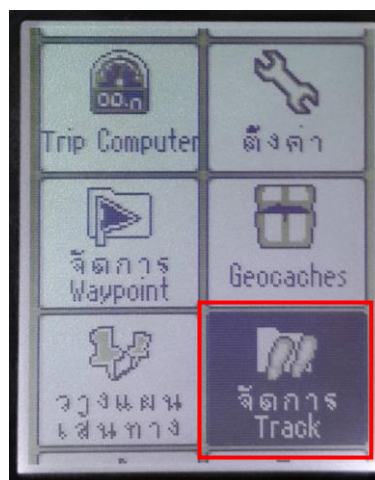 00.n
Trip Computer
ตั้งค่า
จัดการ
Waypoint
Geocaches
วางแผน
เส้นทาง
จัดการ
Track